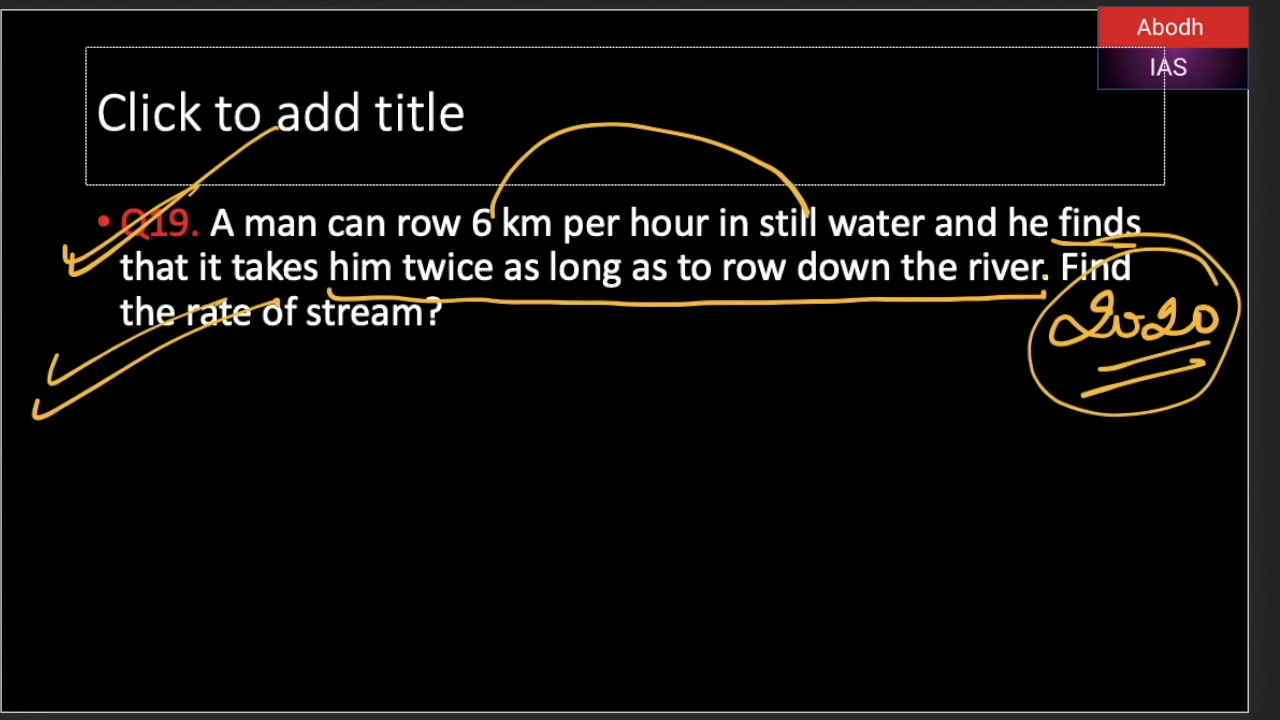 Abodh
IAS
Click to add title
• Q19. A man can row 6 km per hour in still water and he finds
that it takes him twice as long as to row down the river. Find
the rate of stream?
2020